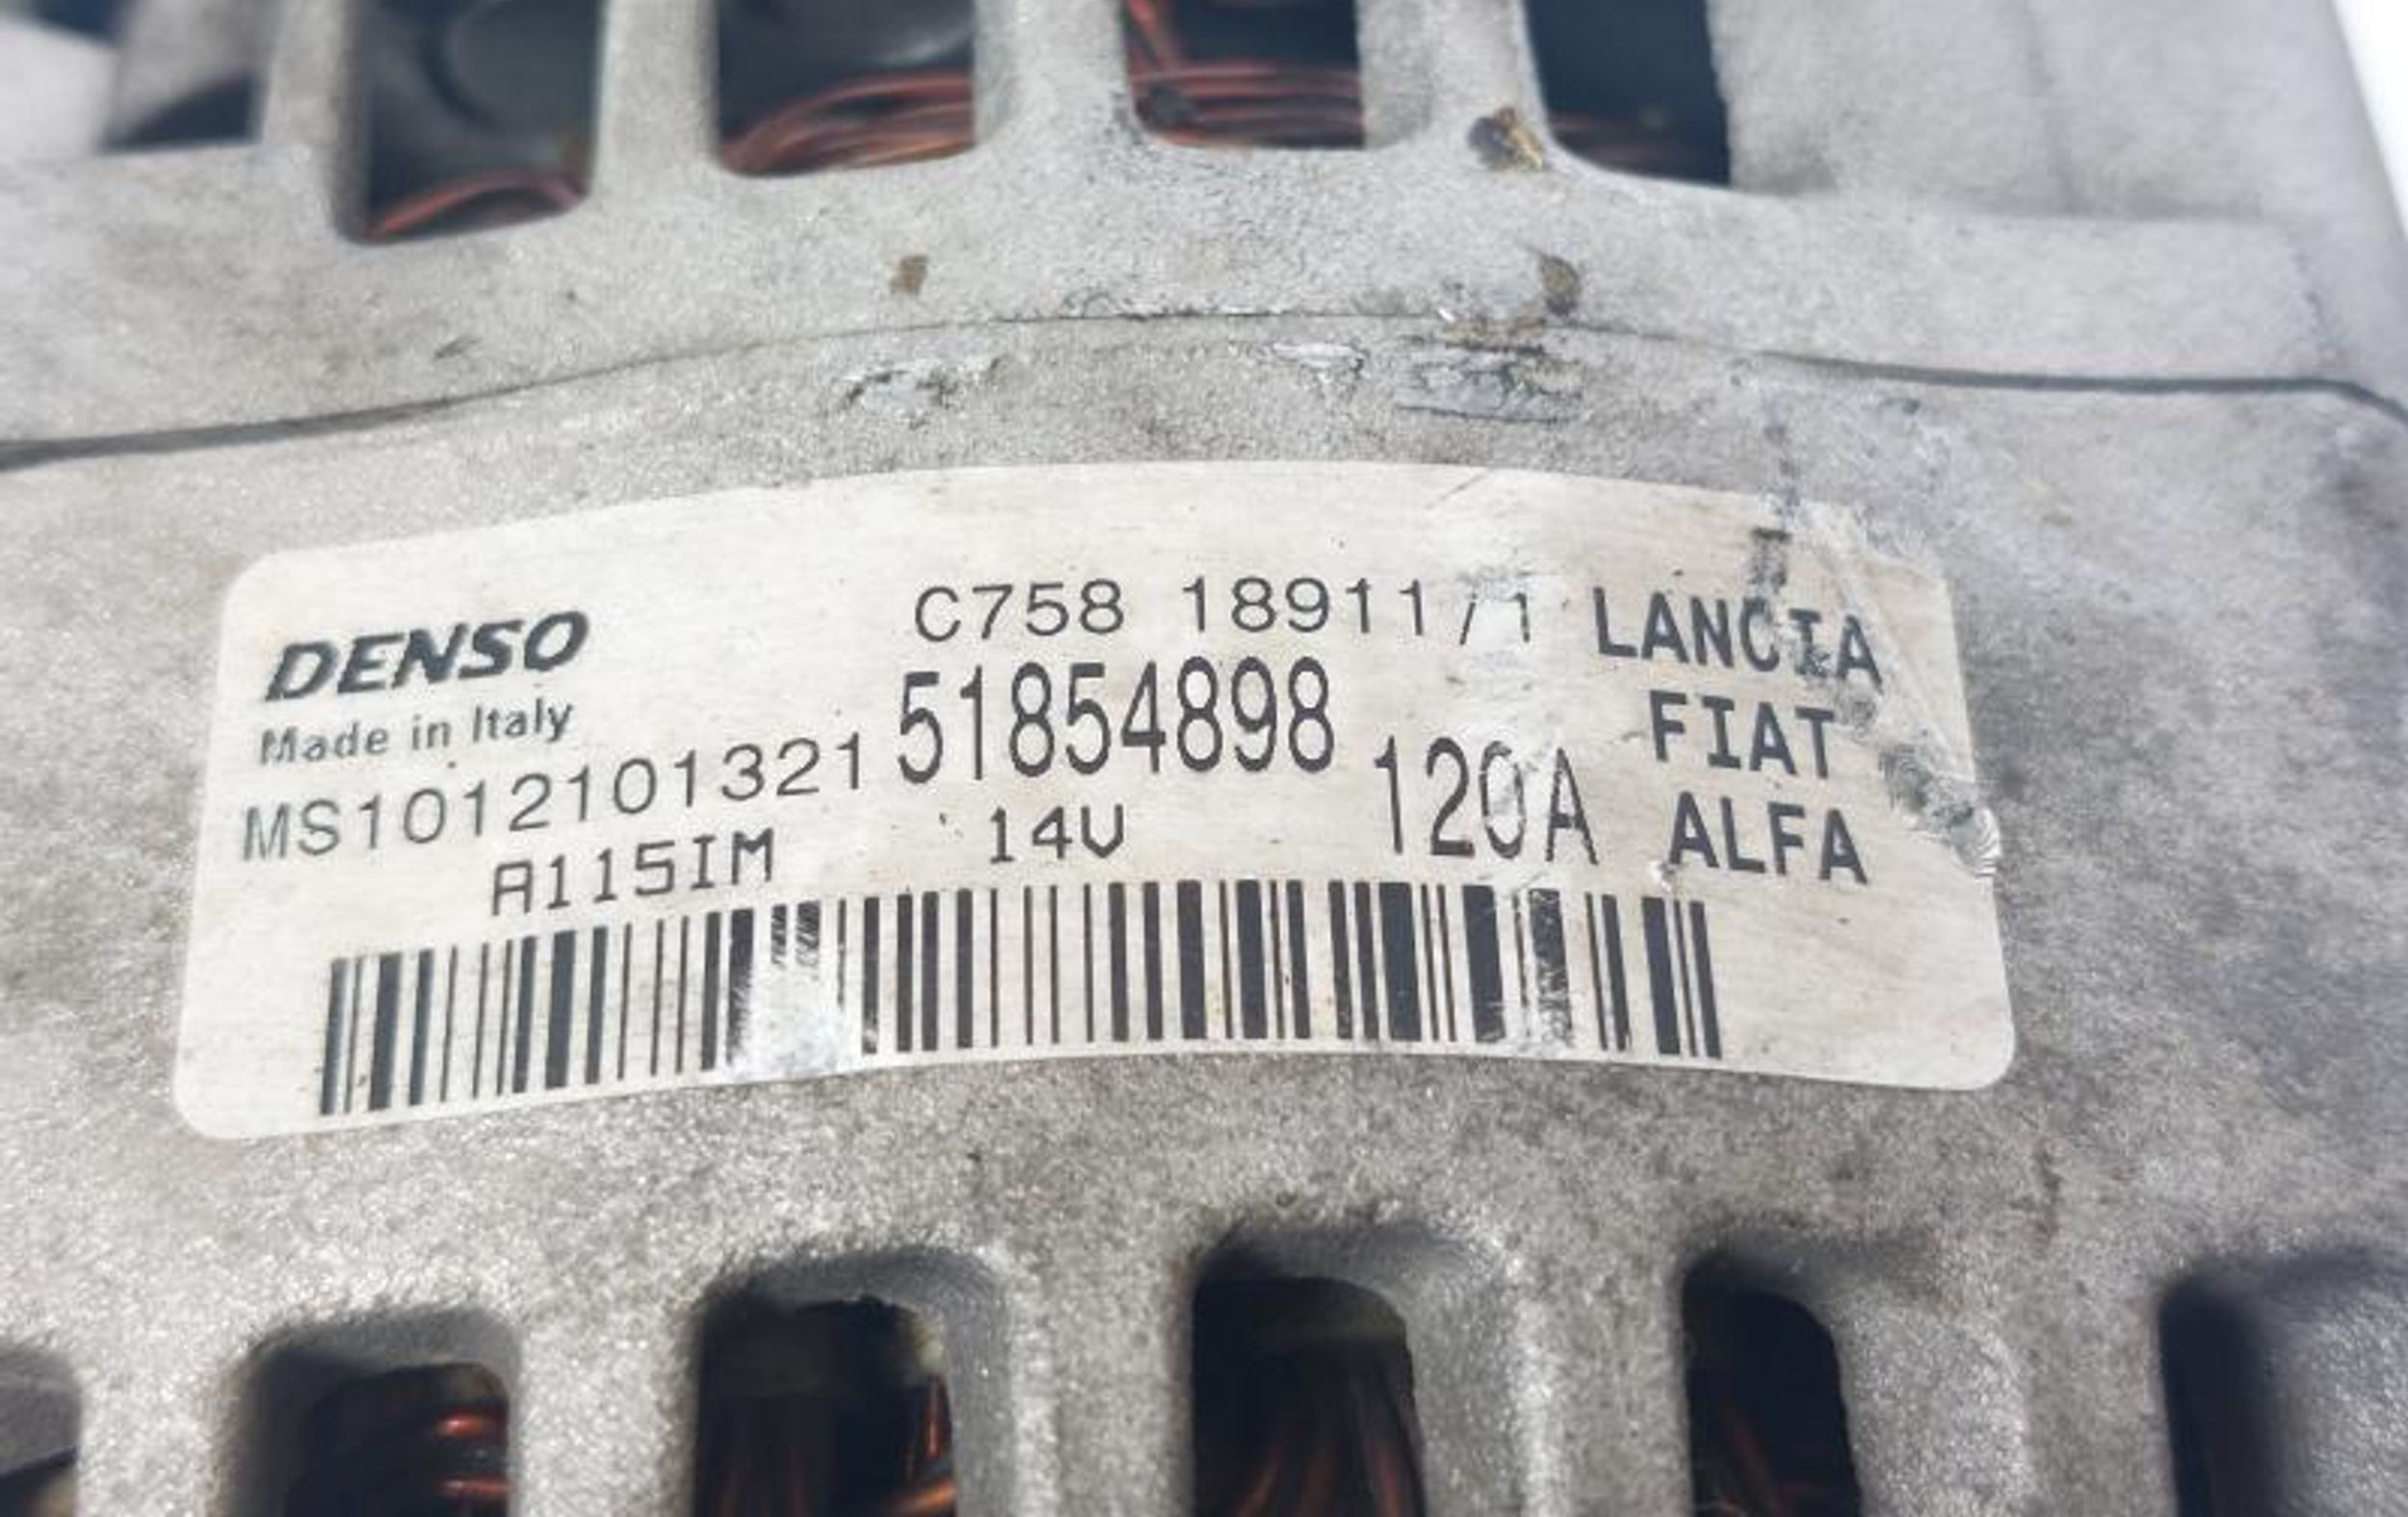 DENSO
Made in Italy
MS1012101321
A115IM
C758 18911/1
51854898
14V
120A
LANCIA
FIAT
ALFA